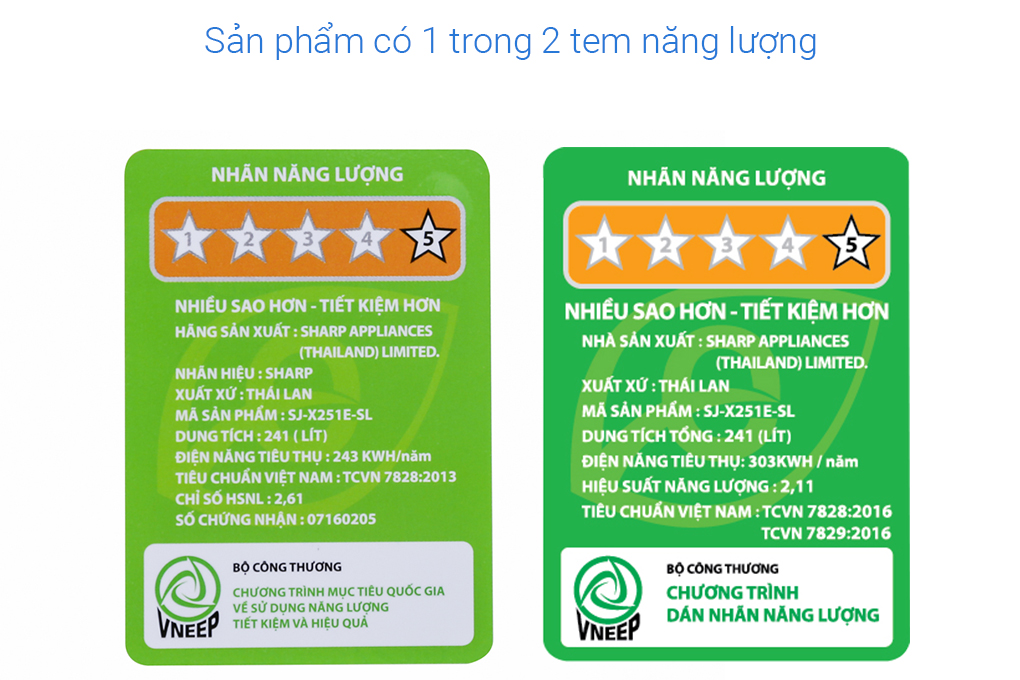 Sản phẩm có 1 trong 2 tem năng lượng
NHÃN NĂNG LƯỢNG
1 2 3 4 5
NHIỀU SAO HƠN - TIẾT KIỆM HƠN
HÃNG SẢN XUẤT : SHARP APPLIANCES
(THAILAND) LIMITED.
NHÃN HIỆU : SHARP
XUẤT XỨ : THÁI LAN
MÃ SẢN PHẨM : SJ-X251E-SL
DUNG TÍCH : 241 ( LÍT)
ĐIỆN NĂNG TIÊU THỤ : 243 KWH/năm
TIÊU CHUẨN VIỆT NAM : TCVN 7828:2013
CHỈ SỐ HSNL : 2,61
SỐ CHỨNG NHẬN : 07160205
VNEEP
BỘ CÔNG THƯƠNG
CHƯƠNG TRÌNH MỤC TIÊU QUỐC GIA
VỀ SỬ DỤNG NĂNG LƯỢNG
TIẾT KIỆM VÀ HIỆU QUẢ
NHÃN NĂNG LƯỢNG
1 2 3 4 5
NHIỀU SAO HƠN - TIẾT KIỆM HƠN
NHÀ SẢN XUẤT : SHARP APPLIANCES
(THAILAND) LIMITED.
XUẤT XỨ : THÁI LAN
MÃ SẢN PHẨM : SJ-X251E-SL
DUNG TÍCH TỔNG : 241 (LÍT)
ĐIỆN NĂNG TIÊU THỤ: 303KWH / năm
HIỆU SUẤT NĂNG LƯỢNG : 2,11
TIÊU CHUẨN VIỆT NAM : TCVN 7828:2016
TCVN 7829:2016
VNEEP
BỘ CÔNG THƯƠNG
CHƯƠNG TRÌNH
DÁN NHÃN NĂNG LƯỢNG